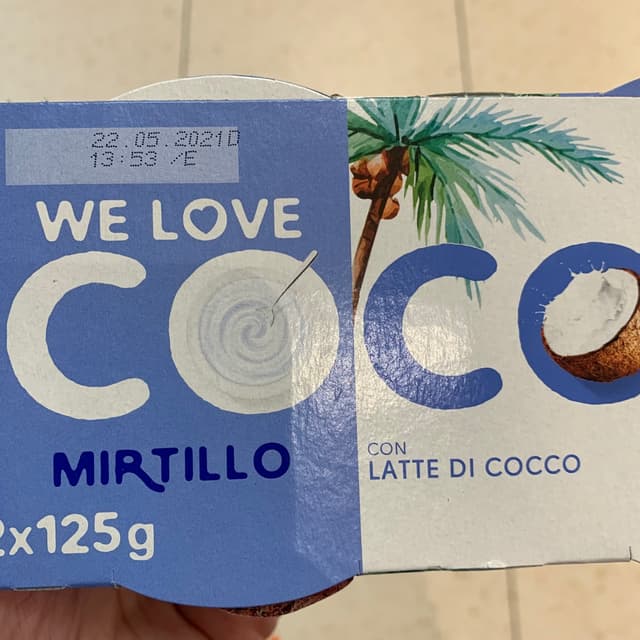 22.05.2021D
13:53 /E
WE LOVE
COCO
MIRTILLO
CON
LATTE DI COCCO
2x125g